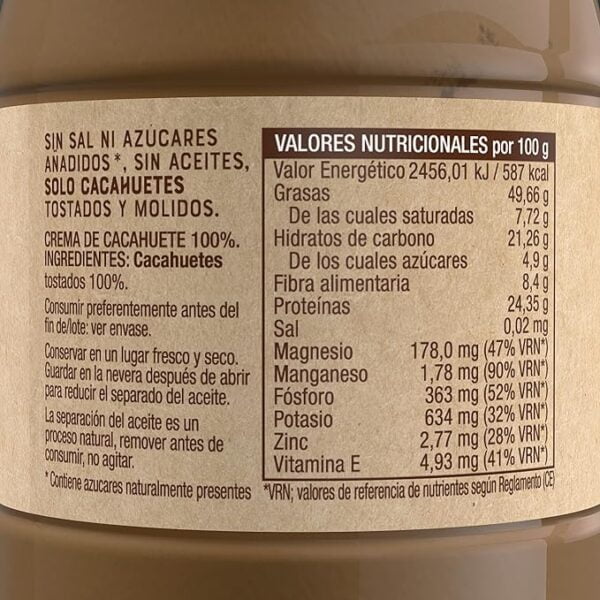 SIN SAL NI AZÚCARES
AÑADIDOS*, SIN ACEITES,
SOLO CACAHUETES
TOSTADOS Y MOLIDOS.
CREMA DE CACAHUETE 100%.
INGREDIENTES: Cacahuetes
tostados 100%.
Consumir preferentemente antes del
fin de/lote: ver envase.
Conservar en un lugar fresco y seco.
Guardar en la nevera después de abrir
para reducir el separado del aceite.
La separación del aceite es un
proceso natural, remover antes de
consumir, no agitar.
*Contiene azucares naturalmente presentes
VALORES NUTRICIONALES por 100 g
Valor Energético 2456,01 kJ / 587 kcal
Grasas 49,66 g
De las cuales saturadas 7,72 g
Hidratos de carbono 21,26 g
De los cuales azúcares 4,9 g
Fibra alimentaria 8,4 g
Proteínas 24,35 g
Sal 0,02 mg
Magnesio 178,0 mg (47% VRN*)
Manganeso 1,78 mg (90% VRN*)
Fósforo 363 mg (52% VRN*)
Potasio 634 mg (32% VRN*)
Zinc 2,77 mg (28% VRN*)
Vitamina E 4,93 mg (41% VRN*)
*VRN; valores de referencia de nutrientes según Reglamento (CE)